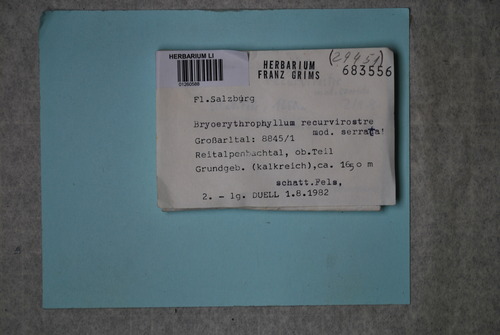 HERBARIUM LI
01260586
HERBARIUM
FRANZ GRIMS
683556
Fl.Salzburg
Bryoerythrophyllum recurvirostre
mod. serrata!
Großarltal: 8845/1
Reitalpenbachtal, ob.Teil
Grundgeb. (kalkreich),ca. 1650 m
schatt.Fels,
2. - lg. DUELL 1.8.1982